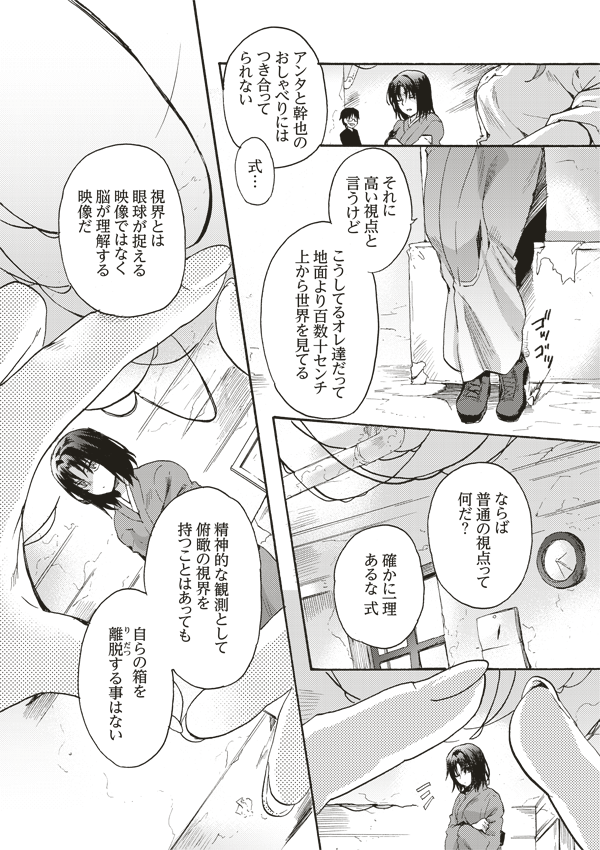 アンタと幹也の
おしゃべりには
つき合って
られない
式…
それに
高い視点と
言うけど
こうしてるオレ達だって
地面より百数十センチ
上から世界を見てる
ゴッ
ゴッ
ならば
普通の視点って
何だ？
確かに一理
あるな 式
視界とは
眼球が捉える
映像ではなく
脳が理解する
映像だ
精神的な観測として
俯瞰の視界を
持つことはあっても
自らの箱を
離脱する事はない
りだつ